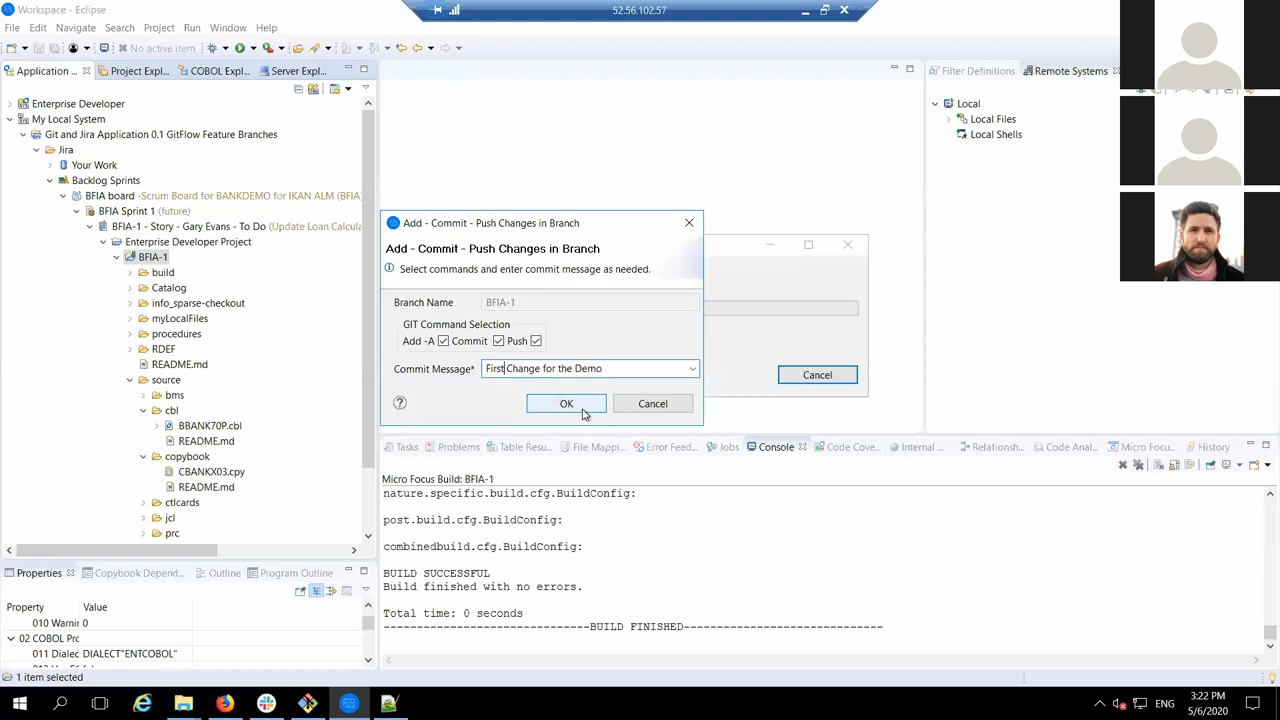 Workspace - Eclipse
52.56.102.57
File Edit Navigate Search Project Run Window Help
No active item
Application ... Project Expl... COBOL Expl... Server Expl...
Filter Definitions Remote Systems
Enterprise Developer
My Local System
Git and Jira Application 0.1 GitFlow Feature Branches
Jira
Your Work
Backlog Sprints
BFIA board -Scrum Board for BANKDEMO for IKAN ALM (BFIA
BFIA Sprint 1 (future)
BFIA-1 - Story - Gary Evans - To Do (Update Loan Calcula
Enterprise Developer Project
BFIA-1
build
Catalog
info_sparse-checkout
myLocalFiles
procedures
RDEF
README.md
source
bms
cbl
BBANK70P.cbl
README.md
copybook
CBANKX03.cpy
README.md
ctlcards
jcl
prc
Local
Local Files
Local Shells
Add - Commit - Push Changes in Branch
Add - Commit - Push Changes in Branch
Select commands and enter commit message as needed.
Branch Name BFIA-1
GIT Command Selection
Add -A Commit Push
Commit Message* First Change for the Demo
OK Cancel
Cancel
Tasks Problems Table Resu... File Mappi... Error Feed... Jobs Console Code Cove... Internal ... Relationsh... Code Anal... Micro Focu... History
Micro Focus Build: BFIA-1
nature.specific.build.cfg.BuildConfig:
post.build.cfg.BuildConfig:
combinedbuild.cfg.BuildConfig:
BUILD SUCCESSFUL
Build finished with no errors.
Total time: 0 seconds
------------------------------BUILD FINISHED-----------------------------
Properties Copybook Depend... Outline Program Outline
Property Value
010 Warnin 0
02 COBOL Prc
011 Dialec DIALECT"ENTCOBOL"
1 item selected
ENG
3:22 PM
5/6/2020